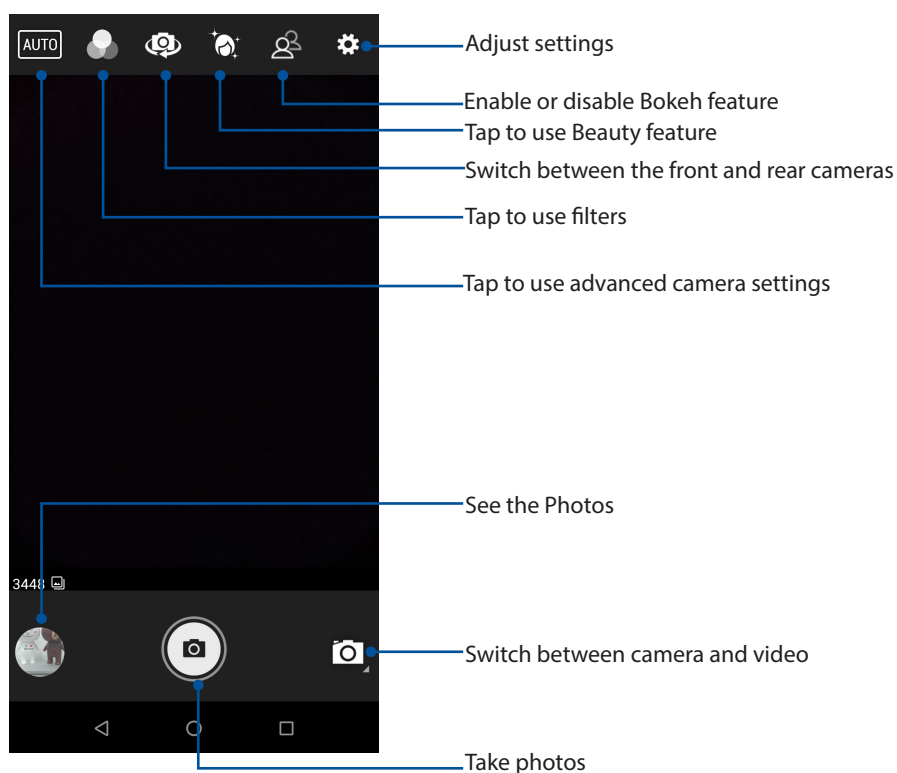 AUTO
Adjust settings
Enable or disable Bokeh feature
Tap to use Beauty feature
Switch between the front and rear cameras
Tap to use filters
Tap to use advanced camera settings
See the Photos
3448
Switch between camera and video
Take photos